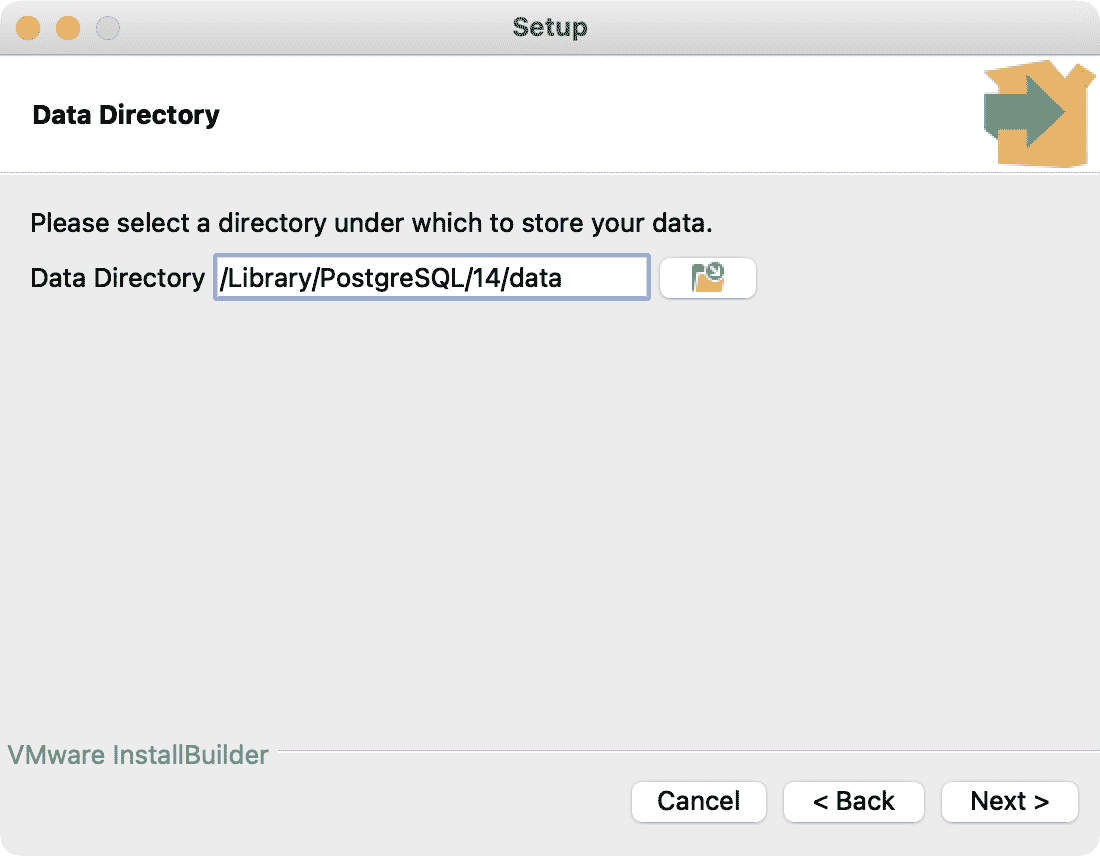 Setup
Data Directory
Please select a directory under which to store your data.
Data Directory /Library/PostgreSQL/14/data
VMware InstallBuilder
Cancel < Back Next >